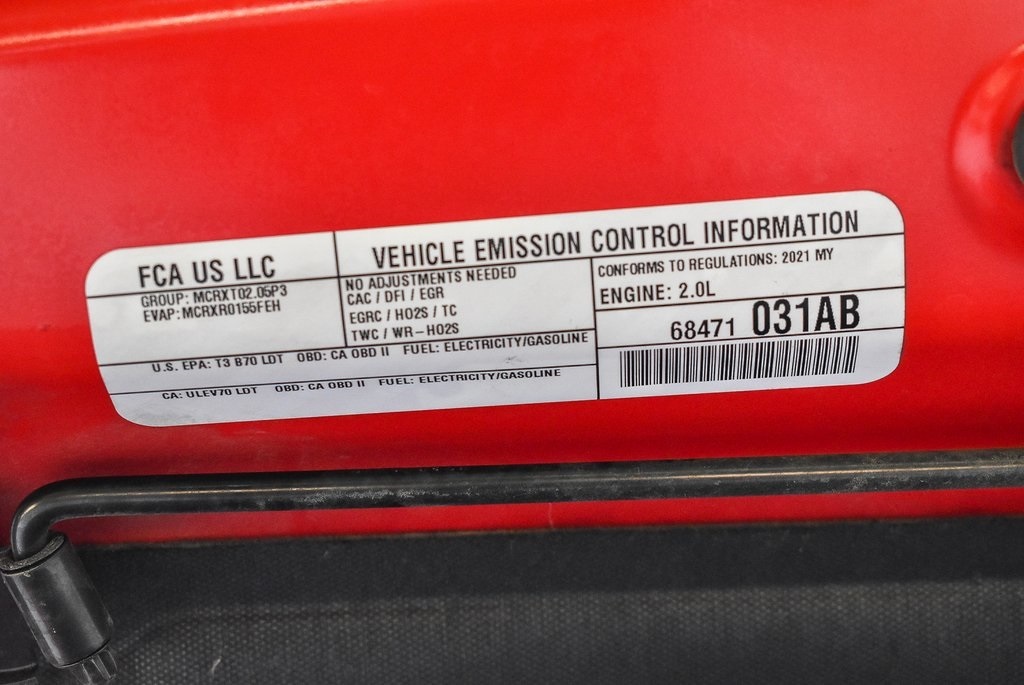 FCA US LLC
VEHICLE EMISSION CONTROL INFORMATION
GROUP: MCRXT02.05P3
EVAP: MCRXR0155FEH
NO ADJUSTMENTS NEEDED
CAC / DFI / EGR
EGRC / HO2S / TC
TWC / WR-HO2S
CONFORMS TO REGULATIONS: 2021 MY
ENGINE: 2.0L
68471 031AB
U.S. EPA: T3 B70 LDT OBD: CA OBD II FUEL: ELECTRICITY/GASOLINE
CA: ULEV70 LDT OBD: CA OBD II FUEL: ELECTRICITY/GASOLINE